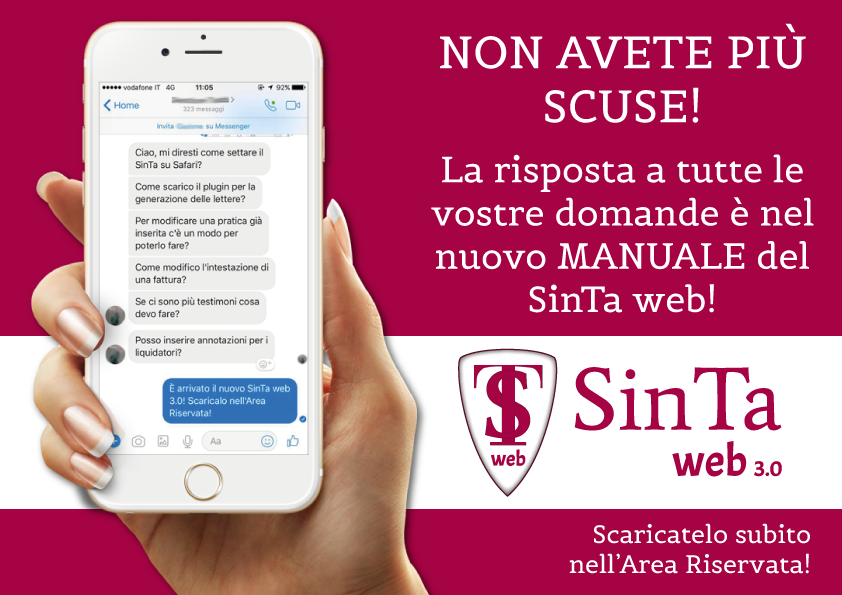 vodafone IT 4G 11:05 92%
Home
323 messaggi
Invita su Messenger
Ciao, mi diresti come settare il
SinTa su Safari?
Come scarico il plugin per la
generazione delle lettere?
Per modificare una pratica già
inserita c'è un modo per
poterlo fare?
Come modifico l'intestazione di
una fattura?
Se ci sono più testimoni cosa
devo fare?
Posso inserire annotazioni per i
liquidatori?
È arrivato il nuovo SinTa web
3.0! Scaricalo nell'Area
Riservata!
Aa
NON AVETE PIÙ
SCUSE!
La risposta a tutte le
vostre domande è nel
nuovo MANUALE del
SinTa web!
TS
web
SinTa
web 3.0
Scaricatelo subito
nell'Area Riservata!